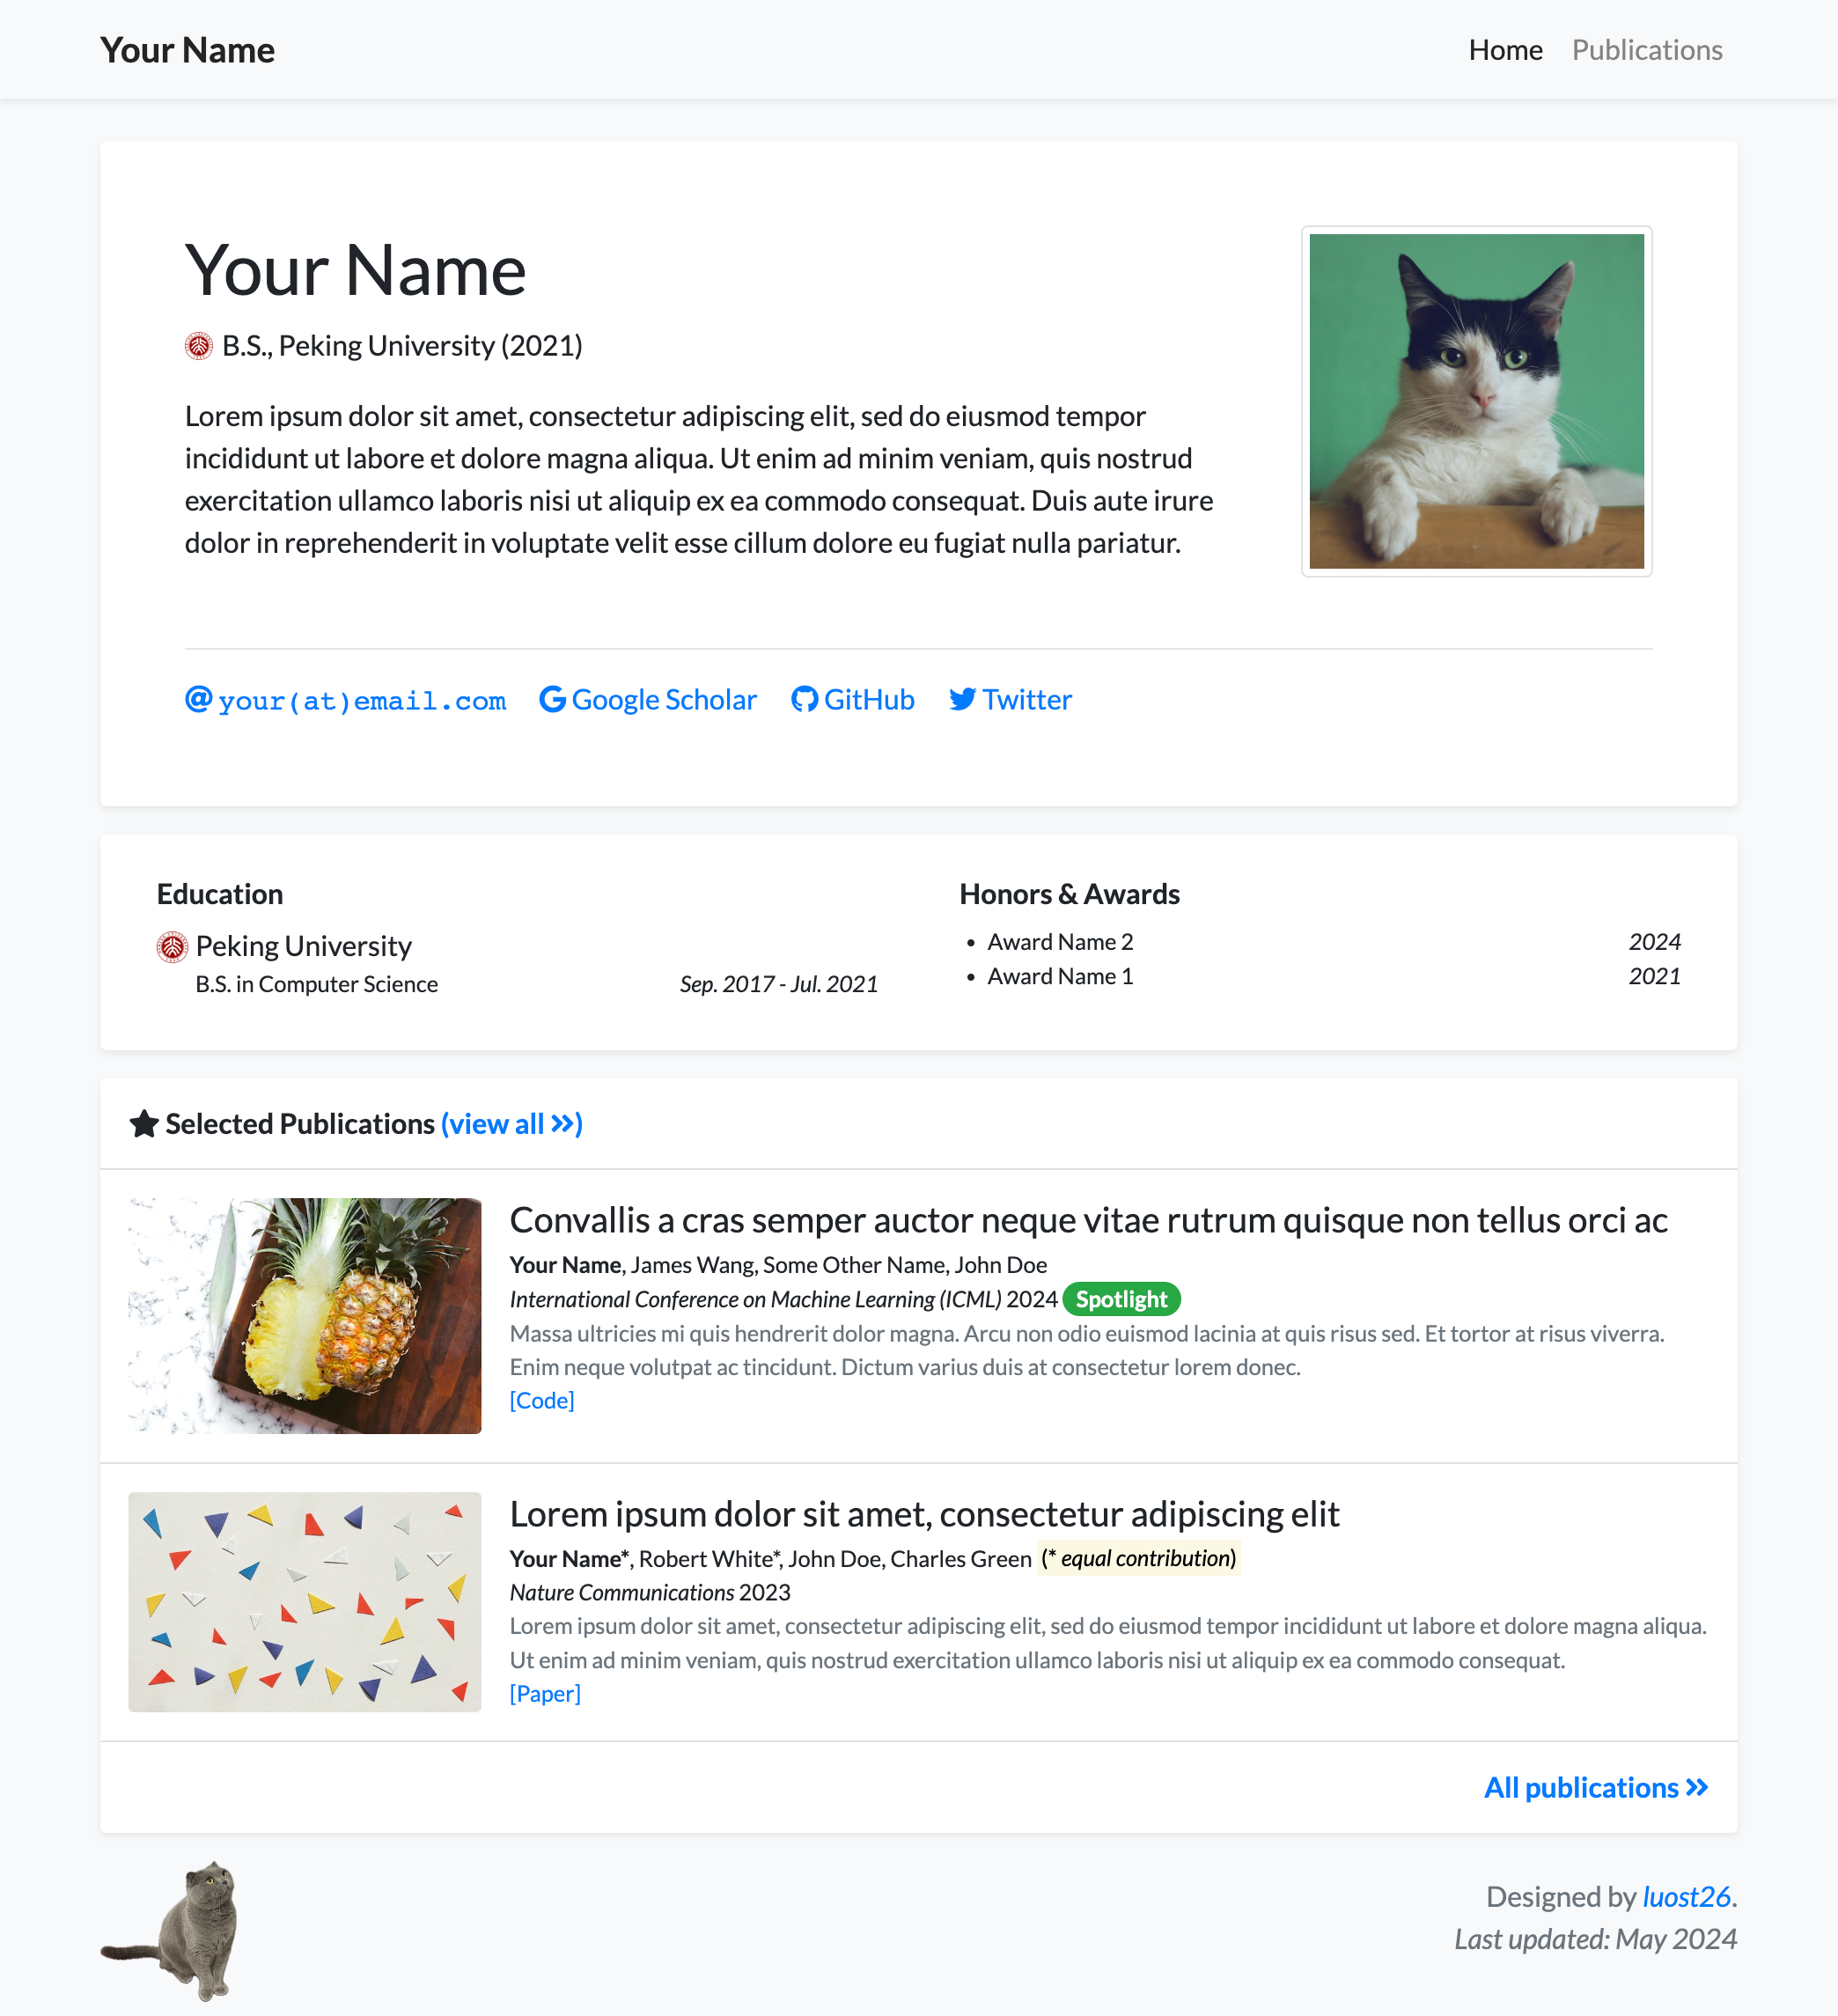 Your Name
Home Publications
Your Name
B.S., Peking University (2021)
Lorem ipsum dolor sit amet, consectetur adipiscing elit, sed do eiusmod tempor
incididunt ut labore et dolore magna aliqua. Ut enim ad minim veniam, quis nostrud
exercitation ullamco laboris nisi ut aliquip ex ea commodo consequat. Duis aute irure
dolor in reprehenderit in voluptate velit esse cillum dolore eu fugiat nulla pariatur.
your(at)email.com Google Scholar GitHub Twitter
Education
Peking University
B.S. in Computer Science Sep. 2017 - Jul. 2021
Honors & Awards
• Award Name 2 2024
• Award Name 1 2021
Selected Publications (view all »)
Convallis a cras semper auctor neque vitae rutrum quisque non tellus orci ac
Your Name, James Wang, Some Other Name, John Doe
International Conference on Machine Learning (ICML) 2024 Spotlight
Massa ultricies mi quis hendrerit dolor magna. Arcu non odio euismod lacinia at quis risus sed. Et tortor at risus viverra.
Enim neque volutpat ac tincidunt. Dictum varius duis at consectetur lorem donec.
[Code]
Lorem ipsum dolor sit amet, consectetur adipiscing elit
Your Name*, Robert White*, John Doe, Charles Green (* equal contribution)
Nature Communications 2023
Lorem ipsum dolor sit amet, consectetur adipiscing elit, sed do eiusmod tempor incididunt ut labore et dolore magna aliqua.
Ut enim ad minim veniam, quis nostrud exercitation ullamco laboris nisi ut aliquip ex ea commodo consequat.
[Paper]
All publications »
Designed by luost26.
Last updated: May 2024